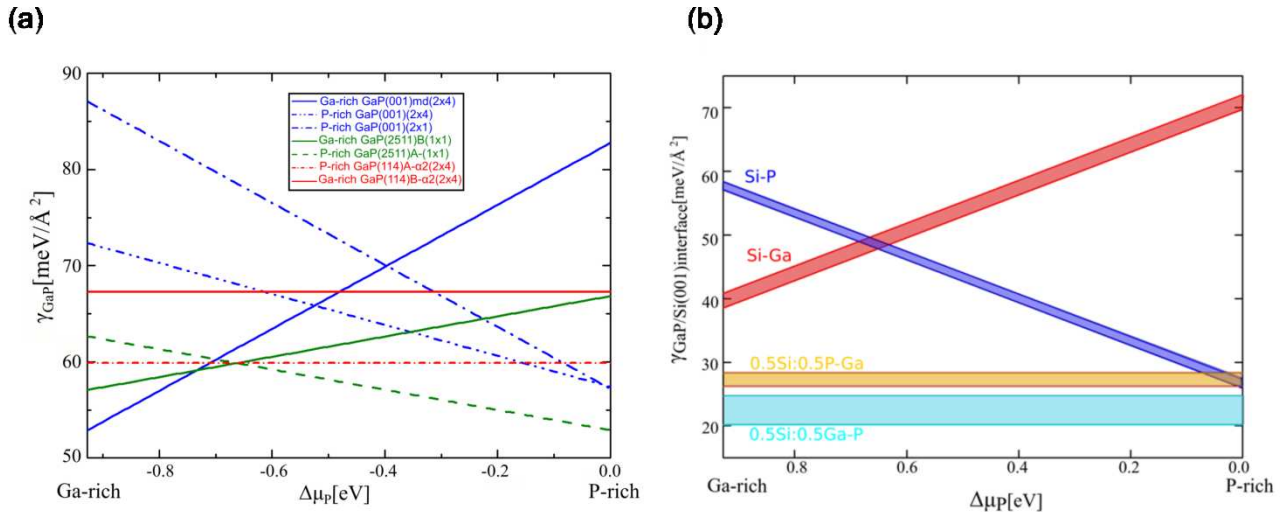 (a)
90
80
70
60
50
γGaP[meV/Å ²]
Ga-rich GaP(001)md(2x4)
P-rich GaP(001)(2x4)
P-rich GaP(001)(2x1)
Ga-rich GaP(2511)B(1x1)
P-rich GaP(2511)A-(1x1)
P-rich GaP(114)A-α2(2x4)
Ga-rich GaP(114)B-α2(2x4)
-0.8
-0.6
-0.4
-0.2
0.0
Ga-rich
ΔμP[eV]
P-rich
(b)
70
60
50
40
30
20
γGaP/Si(001)interface[meV/Å ²]
Si-P
Si-Ga
0.5Si:0.5P-Ga
0.5Si:0.5Ga-P
0.8
0.6
0.4
0.2
0.0
Ga-rich
ΔμP[eV]
P-rich